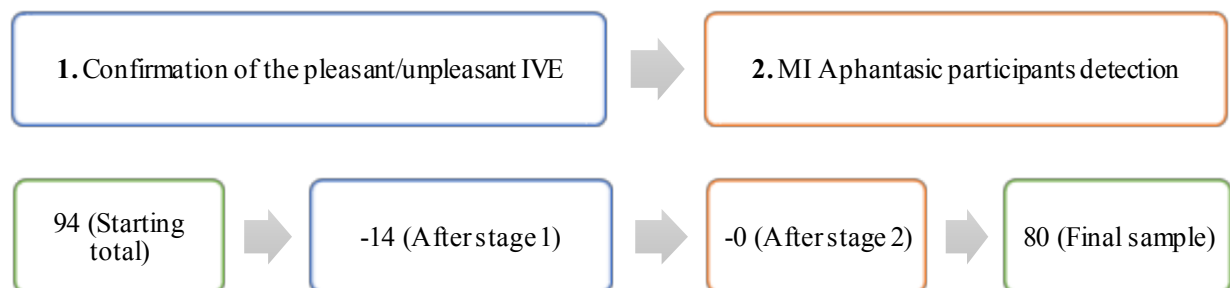 1. Confirmation of the pleasant/unpleasant IVE
2. MI Aphantasic participants detection
94 (Starting
total)
-14 (After stage 1)
-0 (After stage 2)
80 (Final sample)